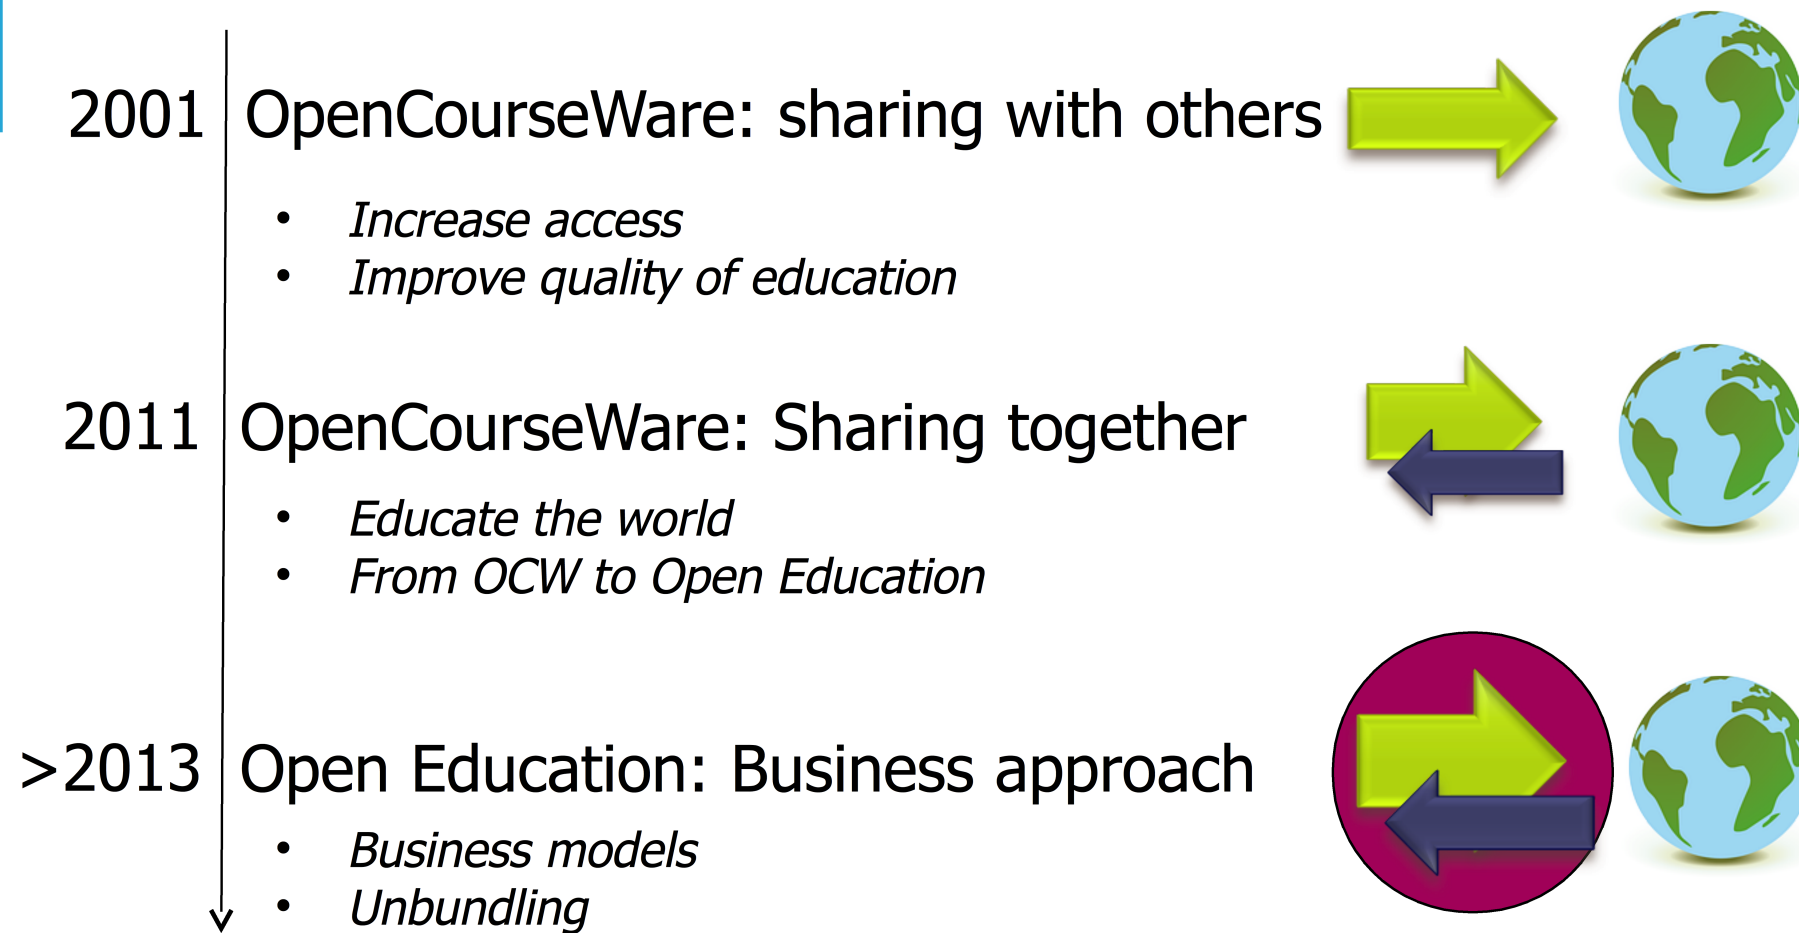 2001 OpenCourseWare: sharing with others
• Increase access
• Improve quality of education
2011 OpenCourseWare: Sharing together
• Educate the world
• From OCW to Open Education
>2013 Open Education: Business approach
• Business models
• Unbundling